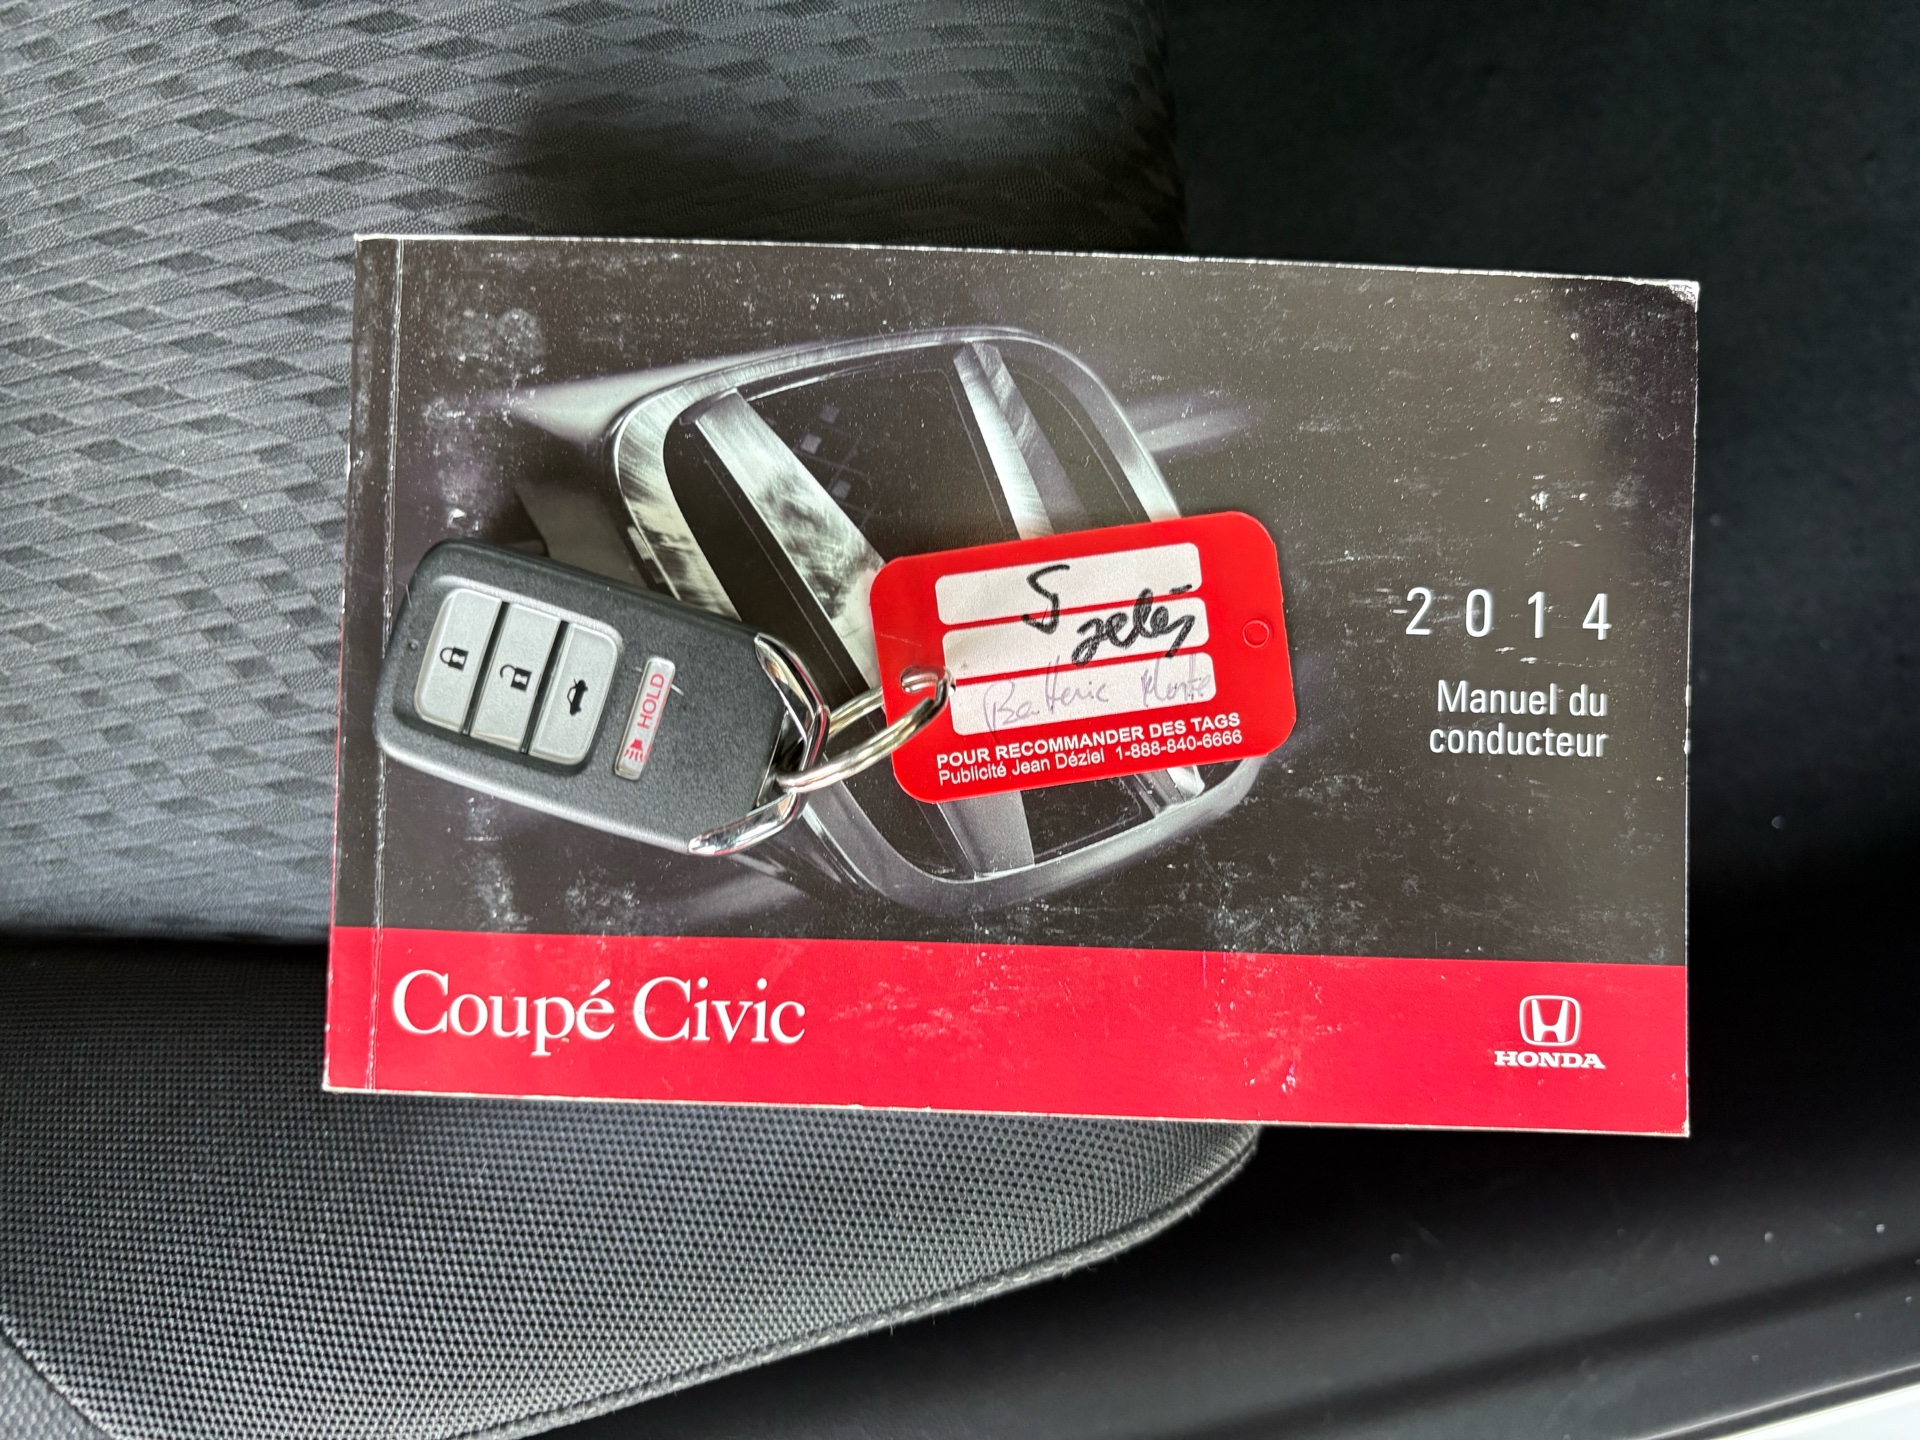 HOLD
S
POUR RECOMMANDER DES TAGS
Publicité Jean Déziel 1-888-840-6666
2014
Manuel du
conducteur
Coupé Civic
HONDA